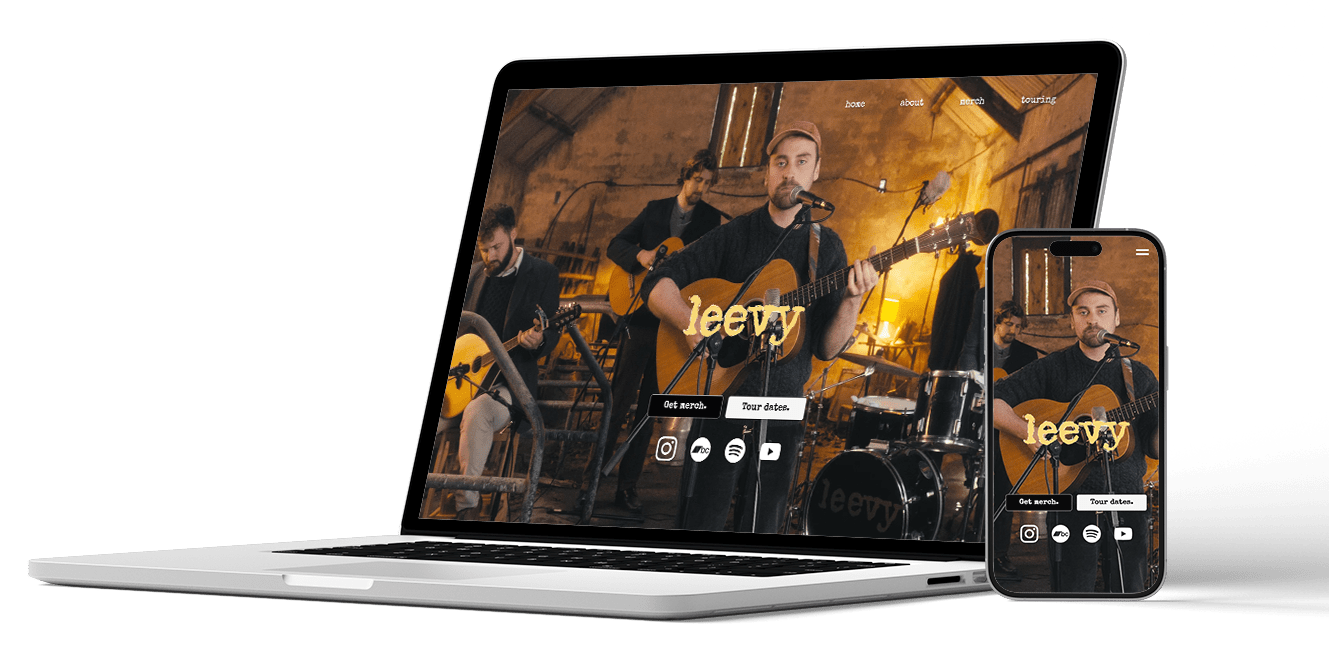 home about merch touring
leevy
Get merch. Tour dates.
bc
leevy
leevy
Get merch. Tour dates.
bc